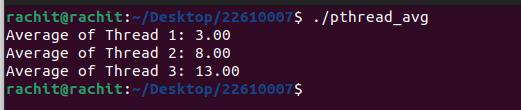 rachit@rachit:~/Desktop/22610007$ ./pthread_avg
Average of Thread 1: 3.00
Average of Thread 2: 8.00
Average of Thread 3: 13.00
rachit@rachit:~/Desktop/22610007$